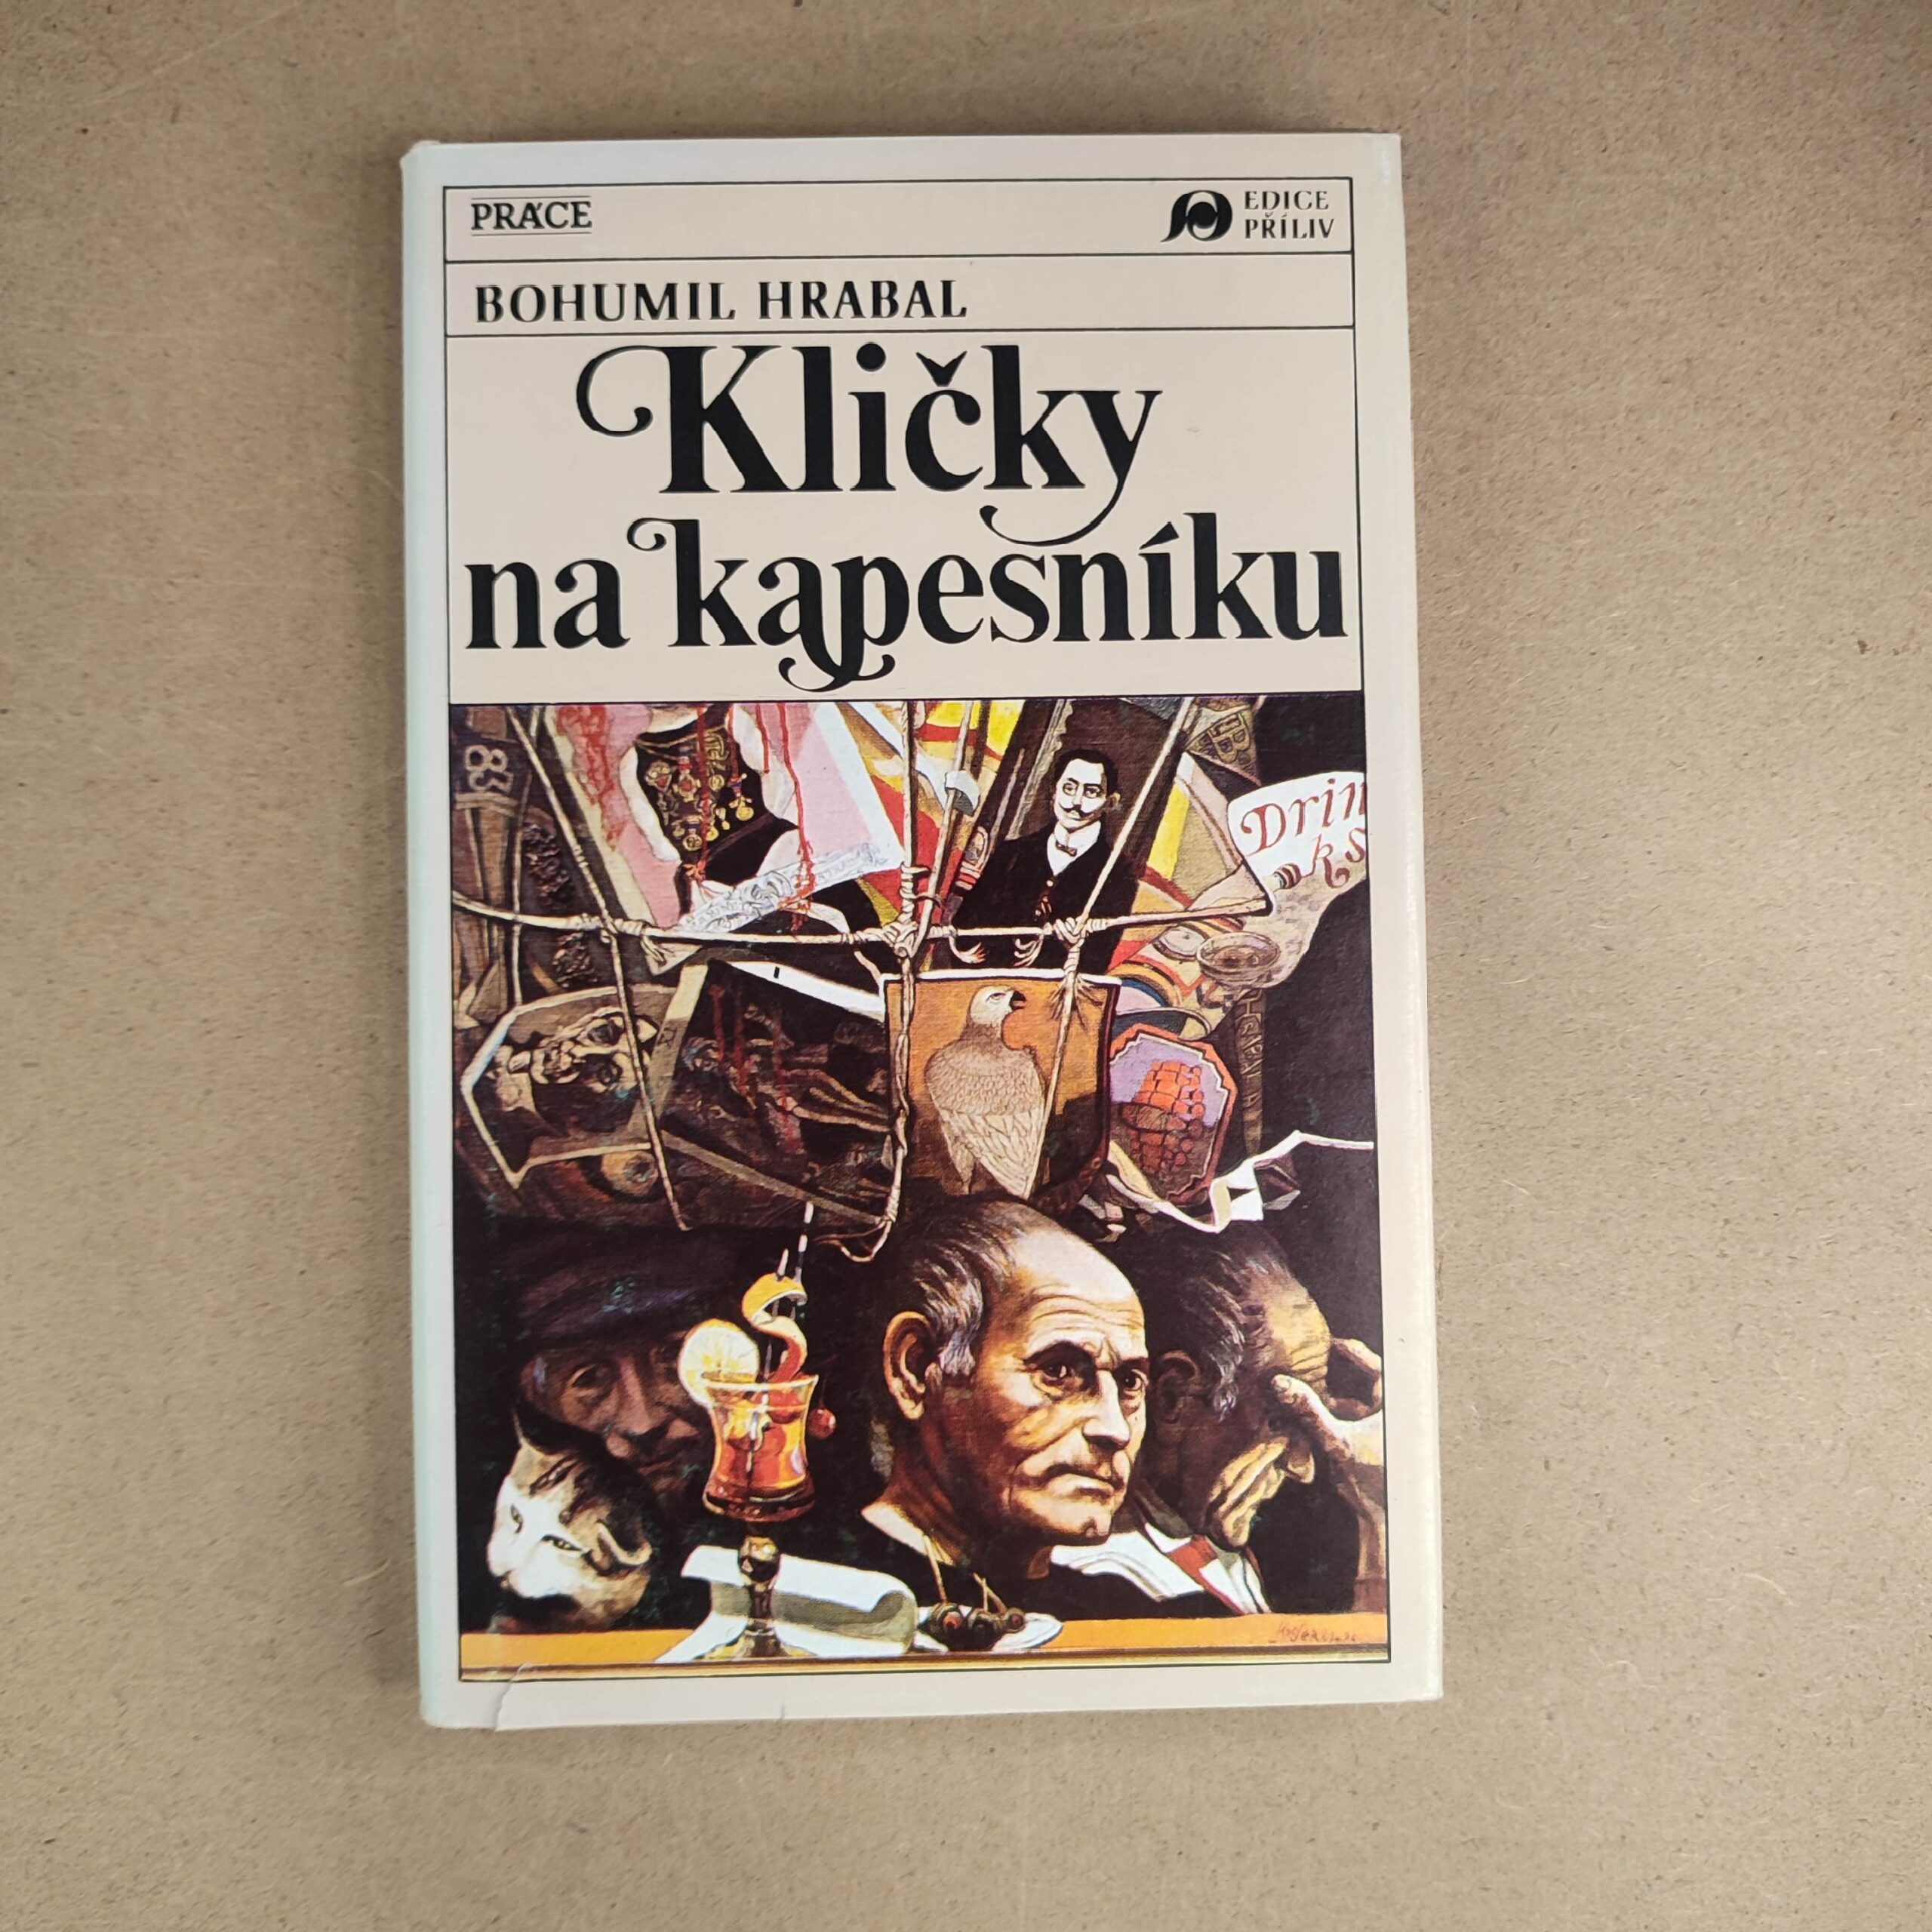 PRÁCE
EDICE
PŘÍLIV
BOHUMIL HRABAL
Kličky
na kapesníku
Drin
ks